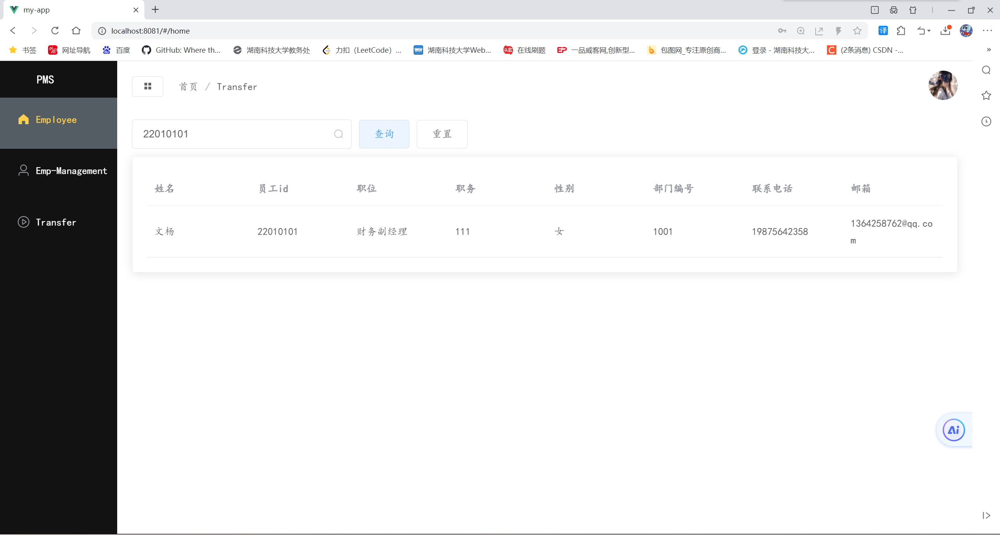 my-app
1
localhost:8081/#/home
译
书签
网址导航
百度
GitHub: Where th...
湖南科技大学教务处
力扣（LeetCode）...
湖南科技大学Web...
头歌 在线刷题
EP 一品威客网,创新型...
包图网_专注原创商...
登录 - 湖南科技大...
C (2条消息) CSDN -...
»
PMS
首页 / Transfer
Employee
22010101
查询
重置
Emp-Management
姓名 员工id 职位 职务 性别 部门编号 联系电话 邮箱
Transfer
文杨 22010101 财务副经理 111 女 1001 19875642358 1364258762@qq.co
m
Ai